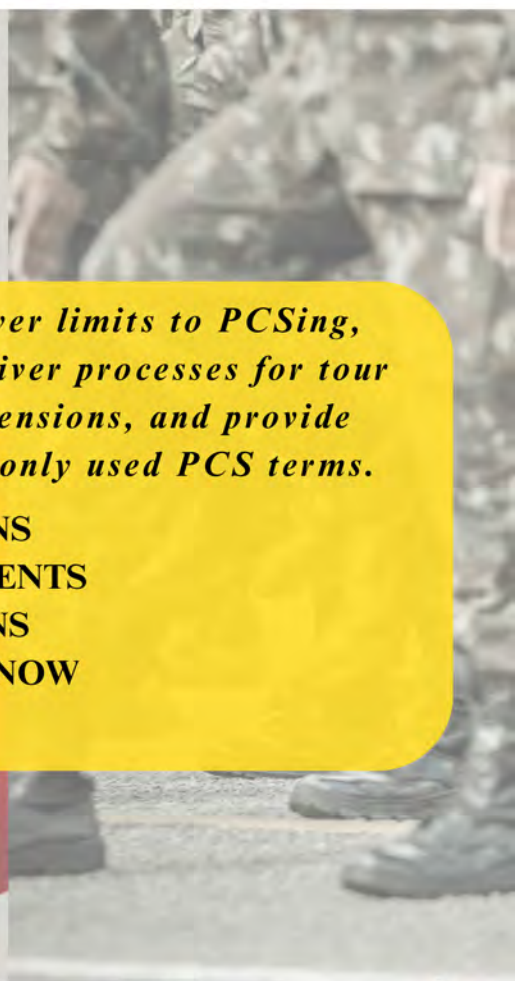 ver limits to PCSing,
iver processes for tour
ensions, and provide
only used PCS terms.
NS
ENTS
NS
NOW